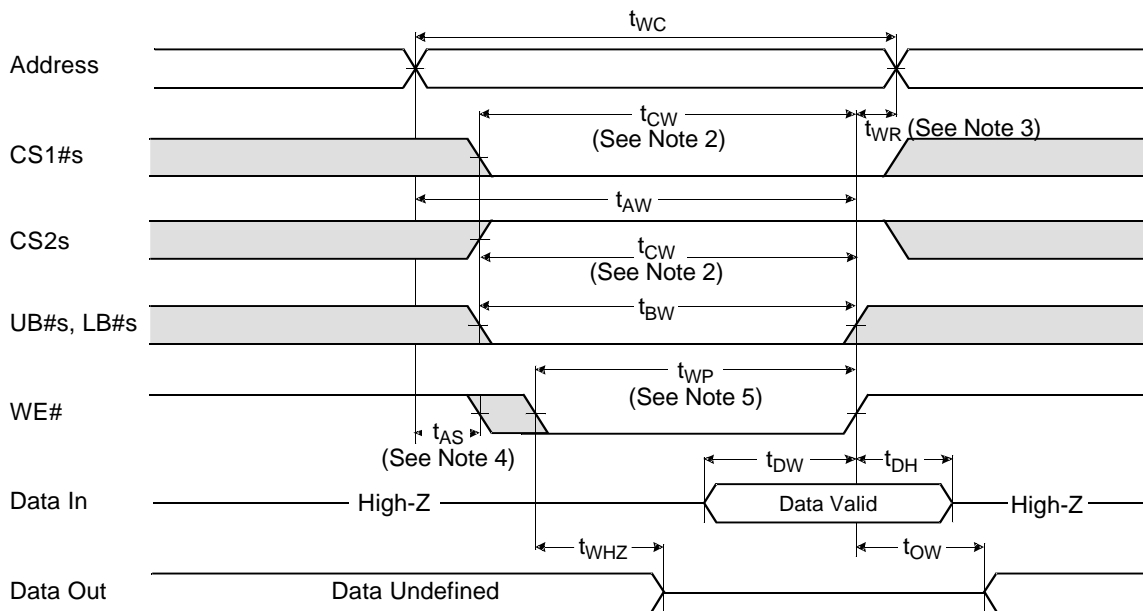 tWC
Address
tCW
(See Note 2)
tWR (See Note 3)
CS1#s
tAW
CS2s
tCW
(See Note 2)
UB#s, LB#s
tBW
tWP
(See Note 5)
WE#
tAS
(See Note 4)
tDW
tDH
Data In
High-Z
Data Valid
High-Z
tWHZ
tOW
Data Out
Data Undefined